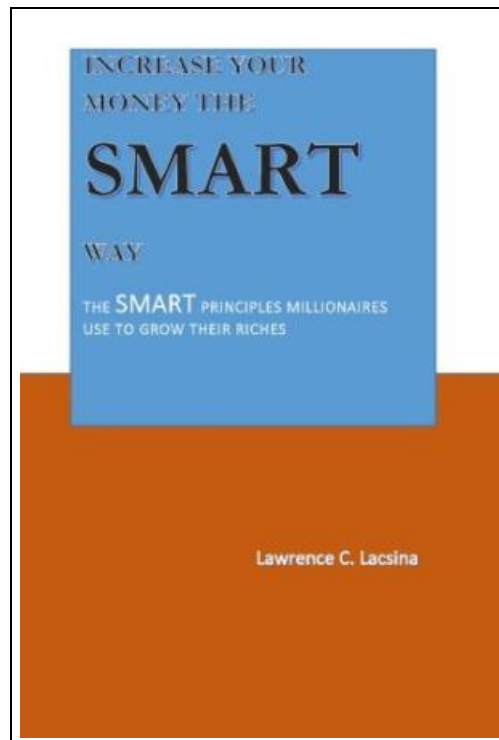 INCREASE YOUR
MONEY THE
SMART
WAY
THE SMART PRINCIPLES MILLIONAIRES
USE TO GROW THEIR RICHES
Lawrence C. Lacsina